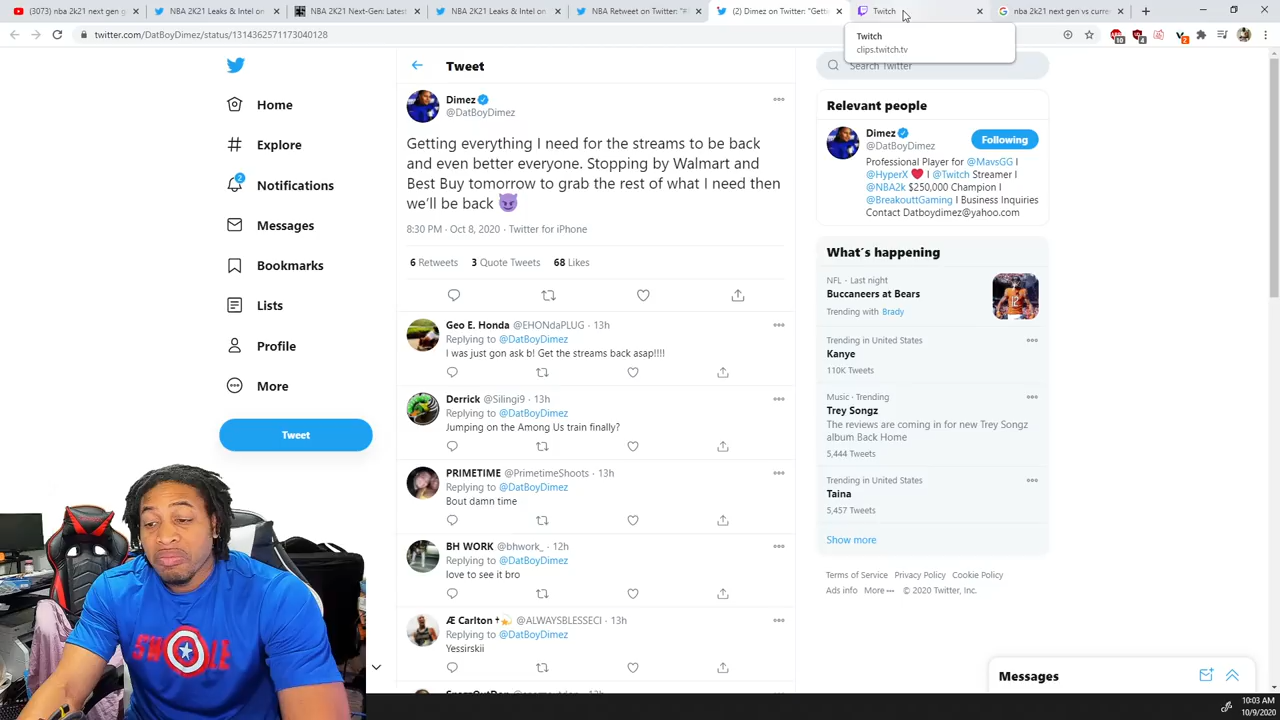 (3073) nba 2k21 next gen g
NBA 2K21 Leaks & Intel on
NBA 2K21 Next-Gen: Latest
NBA 2K21 Leaks & Intel on
NBA Retweet on Twitter: "
(2) Dimez on Twitter: "Gett
Twitch
nba 2k21 next gen vs curre
twitter.com/DatBoyDimez/status/1314362571173040128
Twitch
clips.twitch.tv
Search Twitter
Home
Explore
2
Notifications
Messages
Bookmarks
Lists
Profile
More
Tweet
Tweet
Dimez
@DatBoyDimez
Getting everything I need for the streams to be back
and even better everyone. Stopping by Walmart and
Best Buy tomorrow to grab the rest of what I need then
we'll be back 😈
8:30 PM · Oct 8, 2020 · Twitter for iPhone
6 Retweets 3 Quote Tweets 68 Likes
Geo E. Honda @EHONdaPLUG · 13h
Replying to @DatBoyDimez
I was just gon ask b! Get the streams back asap!!!!
Derrick @Silingi9 · 13h
Replying to @DatBoyDimez
Jumping on the Among Us train finally?
PRIMETIME @PrimetimeShoots · 13h
Replying to @DatBoyDimez
Bout damn time
BH WORK @bhwork_ · 12h
Replying to @DatBoyDimez
love to see it bro
Æ Carlton @ALWAYSBLESSECI · 13h
Replying to @DatBoyDimez
Yessirskii
Relevant people
Dimez
@DatBoyDimez
Following
Professional Player for @MavsGG I
@HyperX ❤️ I @Twitch Streamer I
@NBA2k $250,000 Champion I
@BreakouttGaming I Business Inquiries
Contact Datboydimez@yahoo.com
What's happening
NFL · Last night
Buccaneers at Bears
Trending with Brady
Trending in United States
Kanye
110K Tweets
Music · Trending
Trey Songz
The reviews are coming in for new Trey Songz
album Back Home
5,444 Tweets
Trending in United States
Taina
5,457 Tweets
Show more
Terms of Service Privacy Policy Cookie Policy
Ads info More ··· © 2020 Twitter, Inc.
Messages
10:03 AM
10/9/2020